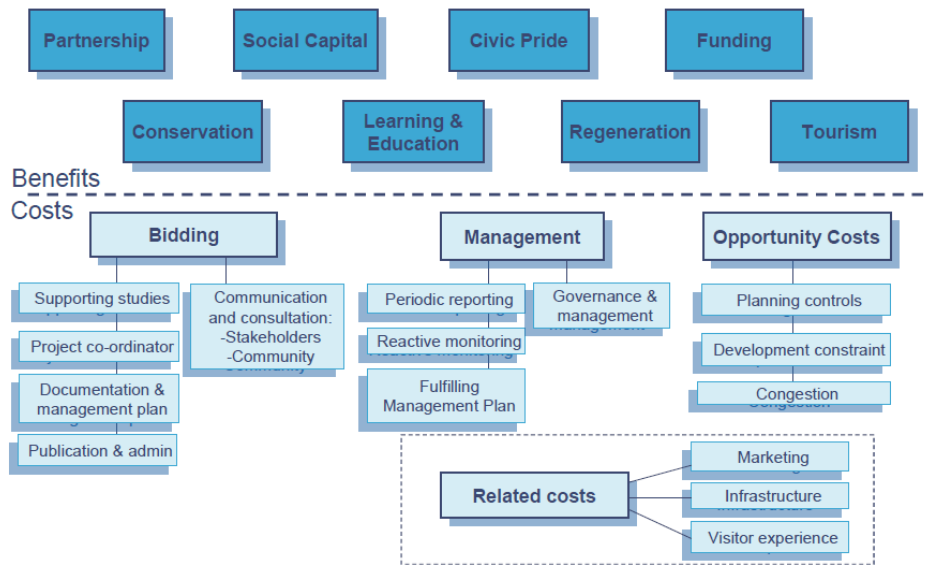 Partnership
Social Capital
Civic Pride
Funding
Conservation
Learning &
Education
Regeneration
Tourism
Benefits
Costs
Bidding
Supporting studies
Project co-ordinator
Documentation &
management plan
Publication & admin
Communication
and consultation:
-Stakeholders
-Community
Management
Periodic reporting
Reactive monitoring
Fulfilling
Management Plan
Governance &
management
Opportunity Costs
Planning controls
Development constraint
Congestion
Related costs
Marketing
Infrastructure
Visitor experience